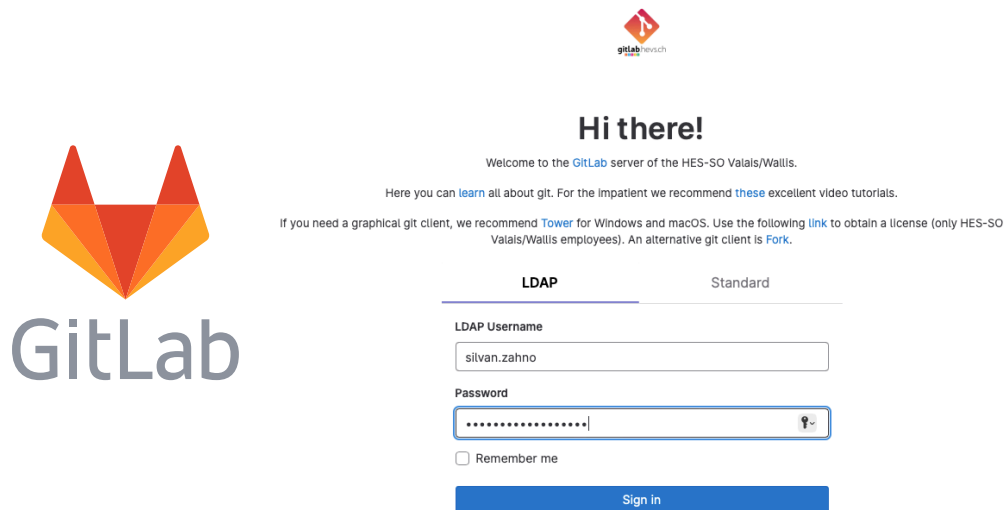 gitlabhevsch
Hi there!
Welcome to the GitLab server of the HES-SO Valais/Wallis.
Here you can learn all about git. For the impatient we recommend these excellent video tutorials.
If you need a graphical git client, we recommend Tower for Windows and macOS. Use the following link to obtain a license (only HES-SO
Valais/Wallis employees). An alternative git client is Fork.
GitLab
LDAP Standard
LDAP Username
silvan.zahno
Password
••••••••••••••••••
Remember me
Sign in